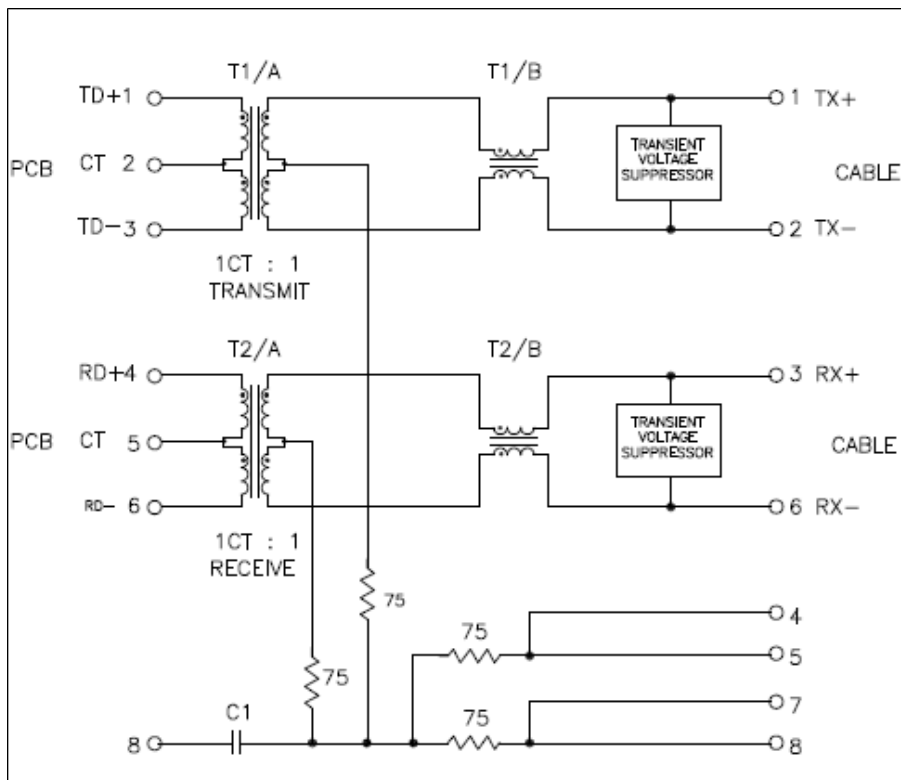 T1/A
T1/B
TD+1
1 TX+
TRANSIENT
VOLTAGE
SUPPRESSOR
PCB
CT 2
CABLE
TD-3
2 TX-
1CT : 1
TRANSMIT
T2/A
T2/B
RD+4
3 RX+
TRANSIENT
VOLTAGE
SUPPRESSOR
PCB
CT 5
CABLE
RD- 6
6 RX-
1CT : 1
RECEIVE
75
4
75
5
75
7
C1
75
8
8